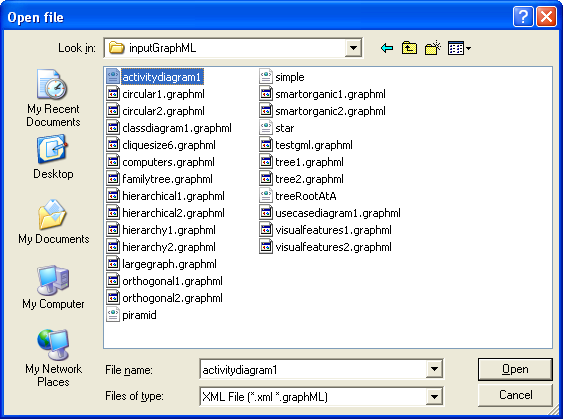 Open file
Look in:
inputGraphML
My Recent
Documents
Desktop
My Documents
My Computer
My Network
Places
activitydiagram1
circular1.graphml
circular2.graphml
classdiagram1.graphml
cliquesize6.graphml
computers.graphml
familytree.graphml
hierarchical1.graphml
hierarchical2.graphml
hierarchy1.graphml
hierarchy2.graphml
largegraph.graphml
orthogonal1.graphml
orthogonal2.graphml
piramid
simple
smartorganic1.graphml
smartorganic2.graphml
star
testgml.graphml
tree1.graphml
tree2.graphml
treeRootAtA
usecasediagram1.graphml
visualfeatures1.graphml
visualfeatures2.graphml
File name:
activitydiagram1
Open
Files of type:
XML File (*.xml *.graphML)
Cancel